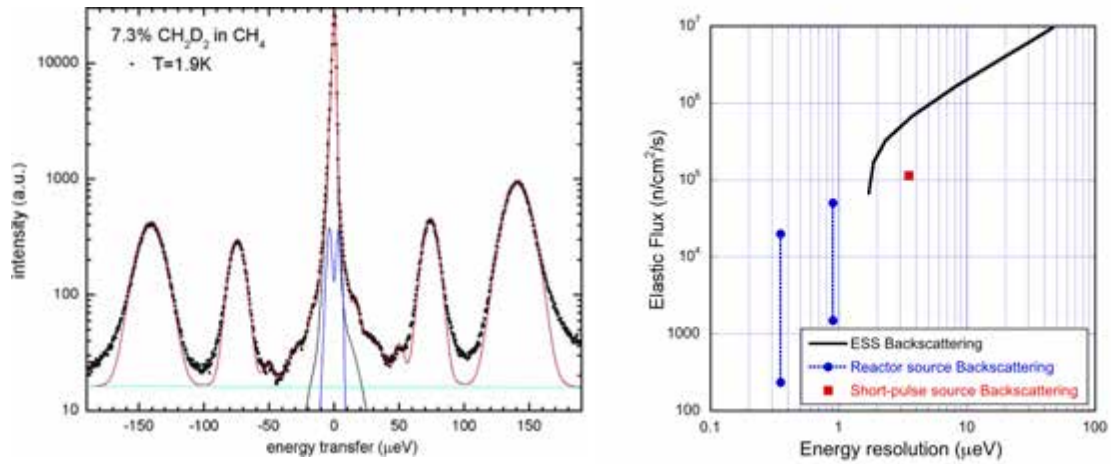 7.3% CH₂D₂ in CH₄
· T=1.9K
10000
1000
100
10
intensity (a.u.)
-150 -100 -50 0 50 100 150
energy transfer (µeV)
10⁷
10⁶
10⁵
10⁴
1000
100
Elastic Flux (n/cm²/s)
ESS Backscattering
Reactor source Backscattering
Short-pulse source Backscattering
0.1 1 10 100
Energy resolution (µeV)